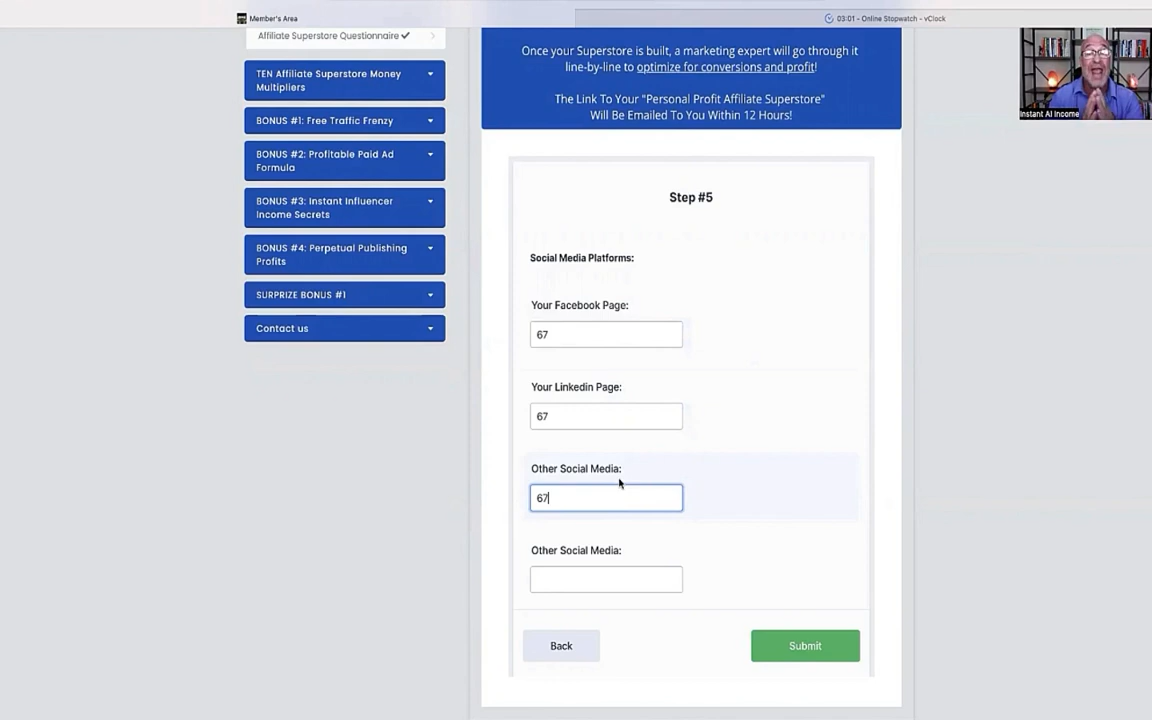 Member's Area
03:01 - Online Stopwatch - vClock
Affiliate Superstore Questionnaire ✔
TEN Affiliate Superstore Money
Multipliers
BONUS #1: Free Traffic Frenzy
BONUS #2: Profitable Paid Ad
Formula
BONUS #3: Instant Influencer
Income Secrets
BONUS #4: Perpetual Publishing
Profits
SURPRIZE BONUS #1
Contact us
Once your Superstore is built, a marketing expert will go through it
line-by-line to optimize for conversions and profit!
The Link To Your "Personal Profit Affiliate Superstore"
Will Be Emailed To You Within 12 Hours!
Step #5
Social Media Platforms:
Your Facebook Page:
67
Your Linkedin Page:
67
Other Social Media:
67
Other Social Media:
Back
Submit
Instant AI Income